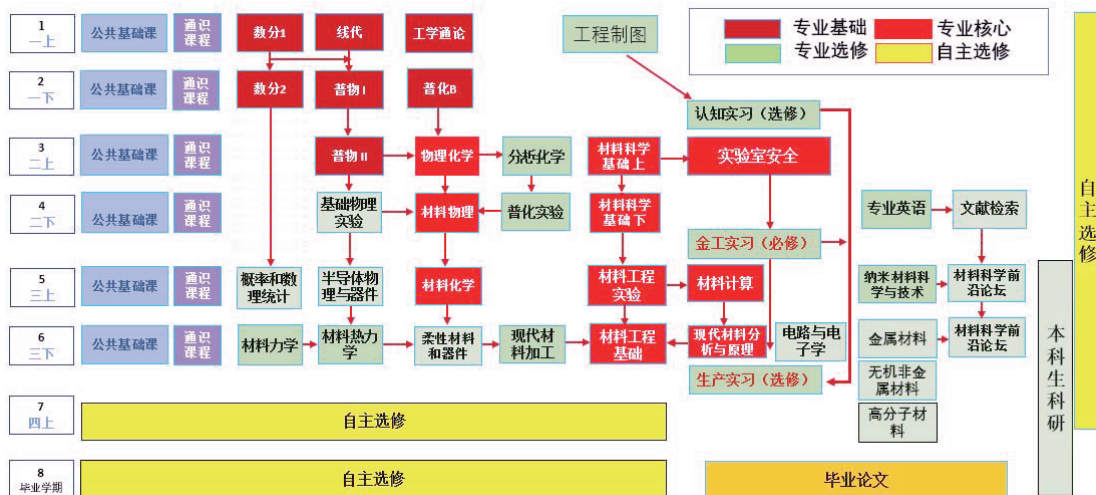 1
一上
公共基础课
通识
课程
数分1
线代
工学通论
工程制图
专业基础
专业核心
专业选修
自主选修
2
一下
公共基础课
通识
课程
数分2
普物 I
普化B
认知实习（选修）
3
二上
公共基础课
通识
课程
普物 II
物理化学
分析化学
材料科学
基础上
实验室安全
4
二下
公共基础课
通识
课程
基础物理
实验
材料物理
普化实验
材料科学
基础下
金工实习（必修）
专业英语
文献检索
5
三上
公共基础课
通识
课程
概率和数
理统计
半导体物
理与器件
材料化学
材料工程
实验
材料计算
纳米材料科
学与技术
材料科学前
沿论坛
6
三下
公共基础课
通识
课程
材料力学
材料热力
学
柔性材料
和器件
现代材
料加工
材料工程
基础
现代材料分
析与原理
电路与电
子学
金属材料
材料科学前
沿论坛
生产实习（选修）
无机非金
属材料
高分子材
料
7
四上
自主选修
8
毕业学期
自主选修
毕业论文
本科生科研
自主选修